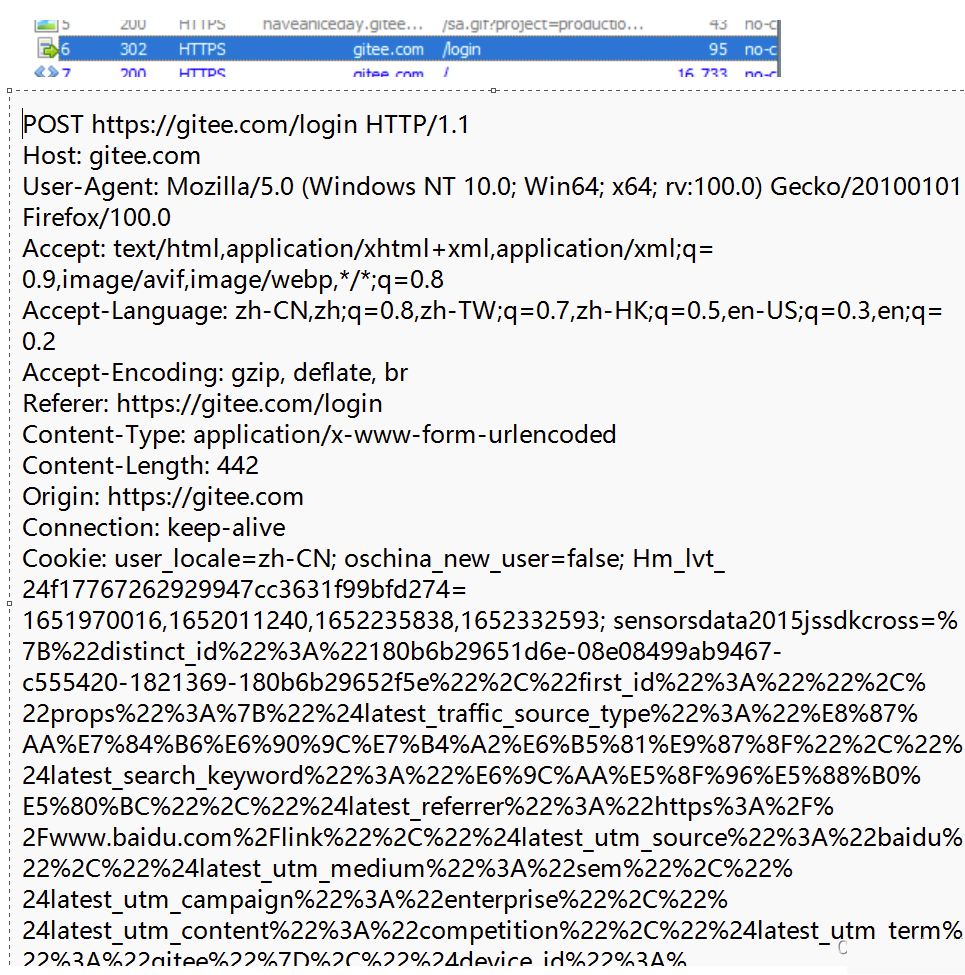 5 200 HTTPS haveaniceday.gitee... /sa.gif?project=productio... 43 no-c
6 302 HTTPS gitee.com /login 95 no-c
7 200 HTTPS gitee.com / 16,733 no-c
POST https://gitee.com/login HTTP/1.1
Host: gitee.com
User-Agent: Mozilla/5.0 (Windows NT 10.0; Win64; x64; rv:100.0) Gecko/20100101
Firefox/100.0
Accept: text/html,application/xhtml+xml,application/xml;q=
0.9,image/avif,image/webp,*/*;q=0.8
Accept-Language: zh-CN,zh;q=0.8,zh-TW;q=0.7,zh-HK;q=0.5,en-US;q=0.3,en;q=
0.2
Accept-Encoding: gzip, deflate, br
Referer: https://gitee.com/login
Content-Type: application/x-www-form-urlencoded
Content-Length: 442
Origin: https://gitee.com
Connection: keep-alive
Cookie: user_locale=zh-CN; oschina_new_user=false; Hm_lvt_
24f17767262929947cc3631f99bfd274=
1651970016,1652011240,1652235838,1652332593; sensorsdata2015jssdkcross=%
7B%22distinct_id%22%3A%22180b6b29651d6e-08e08499ab9467-
c555420-1821369-180b6b29652f5e%22%2C%22first_id%22%3A%22%22%2C%
22props%22%3A%7B%22%24latest_traffic_source_type%22%3A%22%E8%87%
AA%E7%84%B6%E6%90%9C%E7%B4%A2%E6%B5%81%E9%87%8F%22%2C%22%
24latest_search_keyword%22%3A%22%E6%9C%AA%E5%8F%96%E5%88%B0%
E5%80%BC%22%2C%22%24latest_referrer%22%3A%22https%3A%2F%
2Fwww.baidu.com%2Flink%22%2C%22%24latest_utm_source%22%3A%22baidu%
22%2C%22%24latest_utm_medium%22%3A%22sem%22%2C%22%
24latest_utm_campaign%22%3A%22enterprise%22%2C%22%
24latest_utm_content%22%3A%22competition%22%2C%22%24latest_utm_term%
22%3A%22gitee%22%7D%2C%22%24device_id%22%3A%